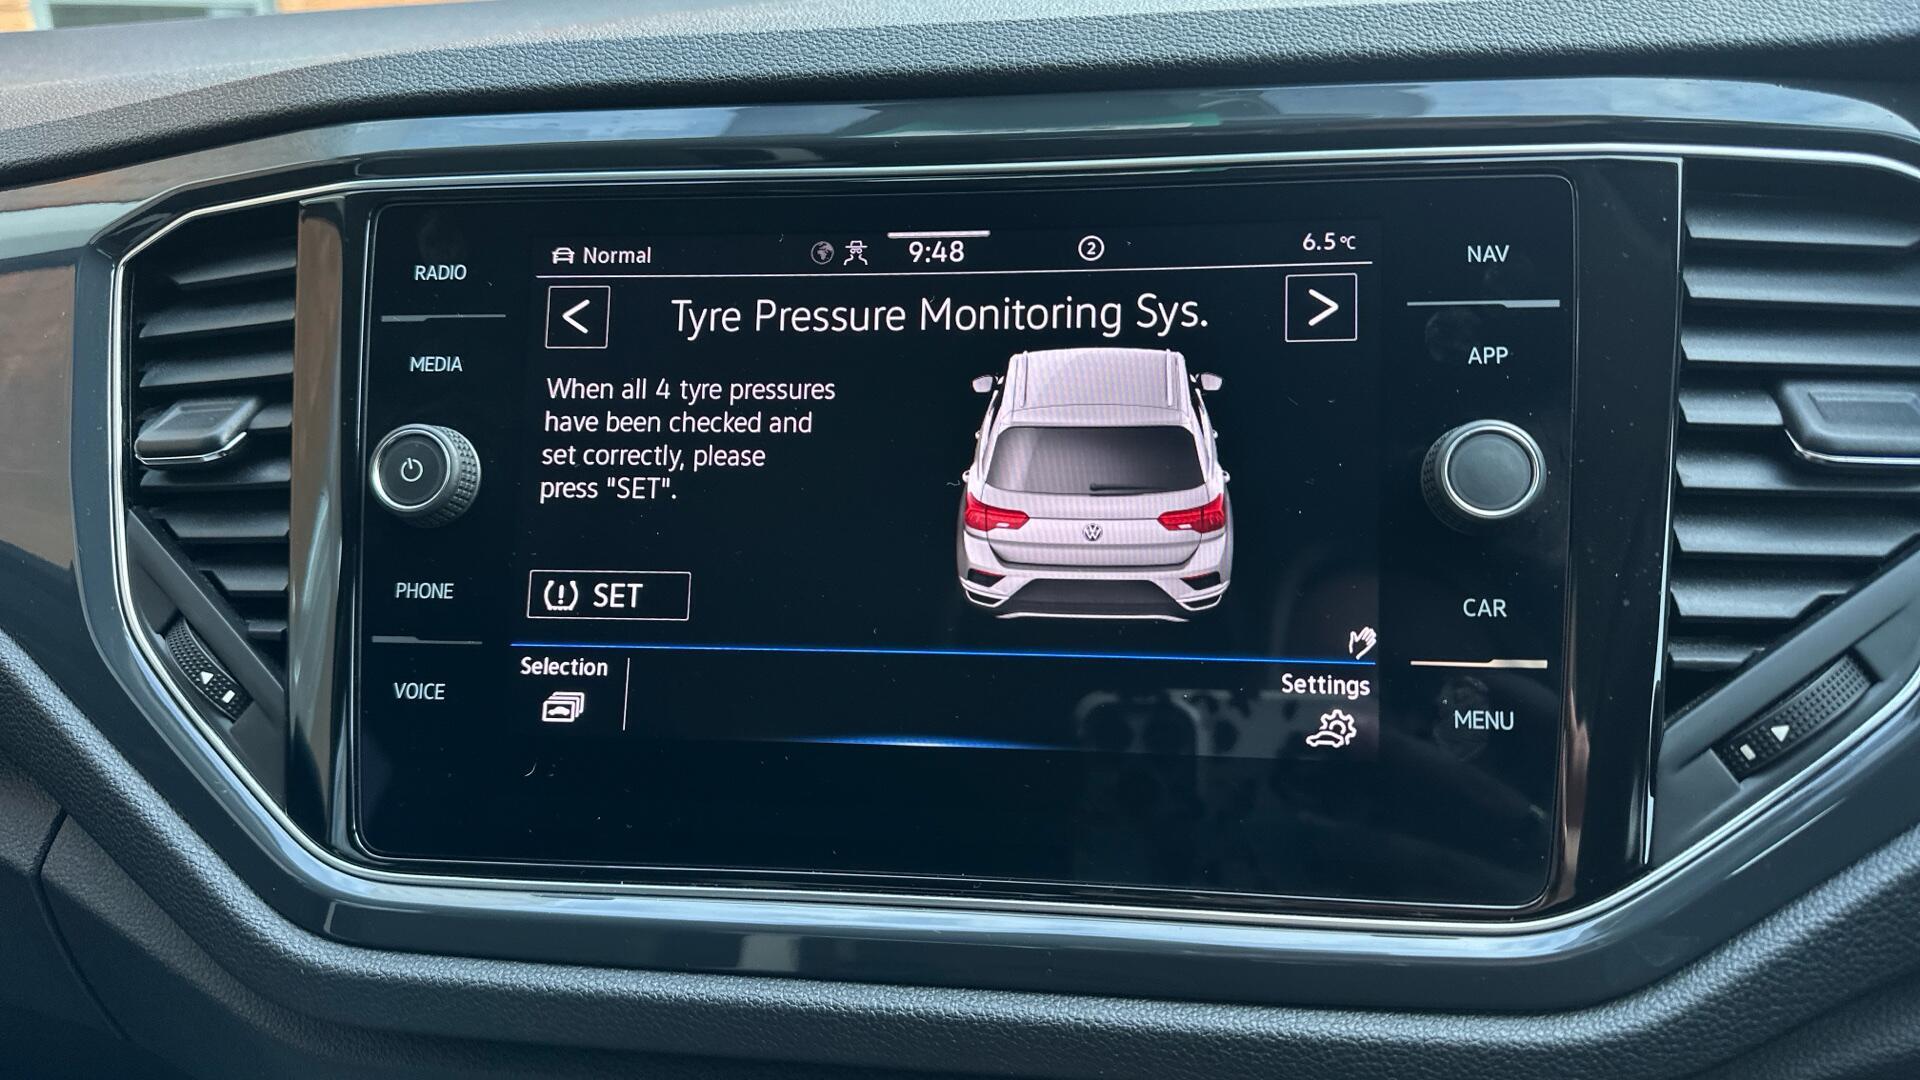 RADIO
MEDIA
PHONE
VOICE
Normal
9:48
2
6.5°C
<
Tyre Pressure Monitoring Sys.
>
When all 4 tyre pressures
have been checked and
set correctly, please
press "SET".
(!) SET
Selection
Settings
NAV
APP
CAR
MENU